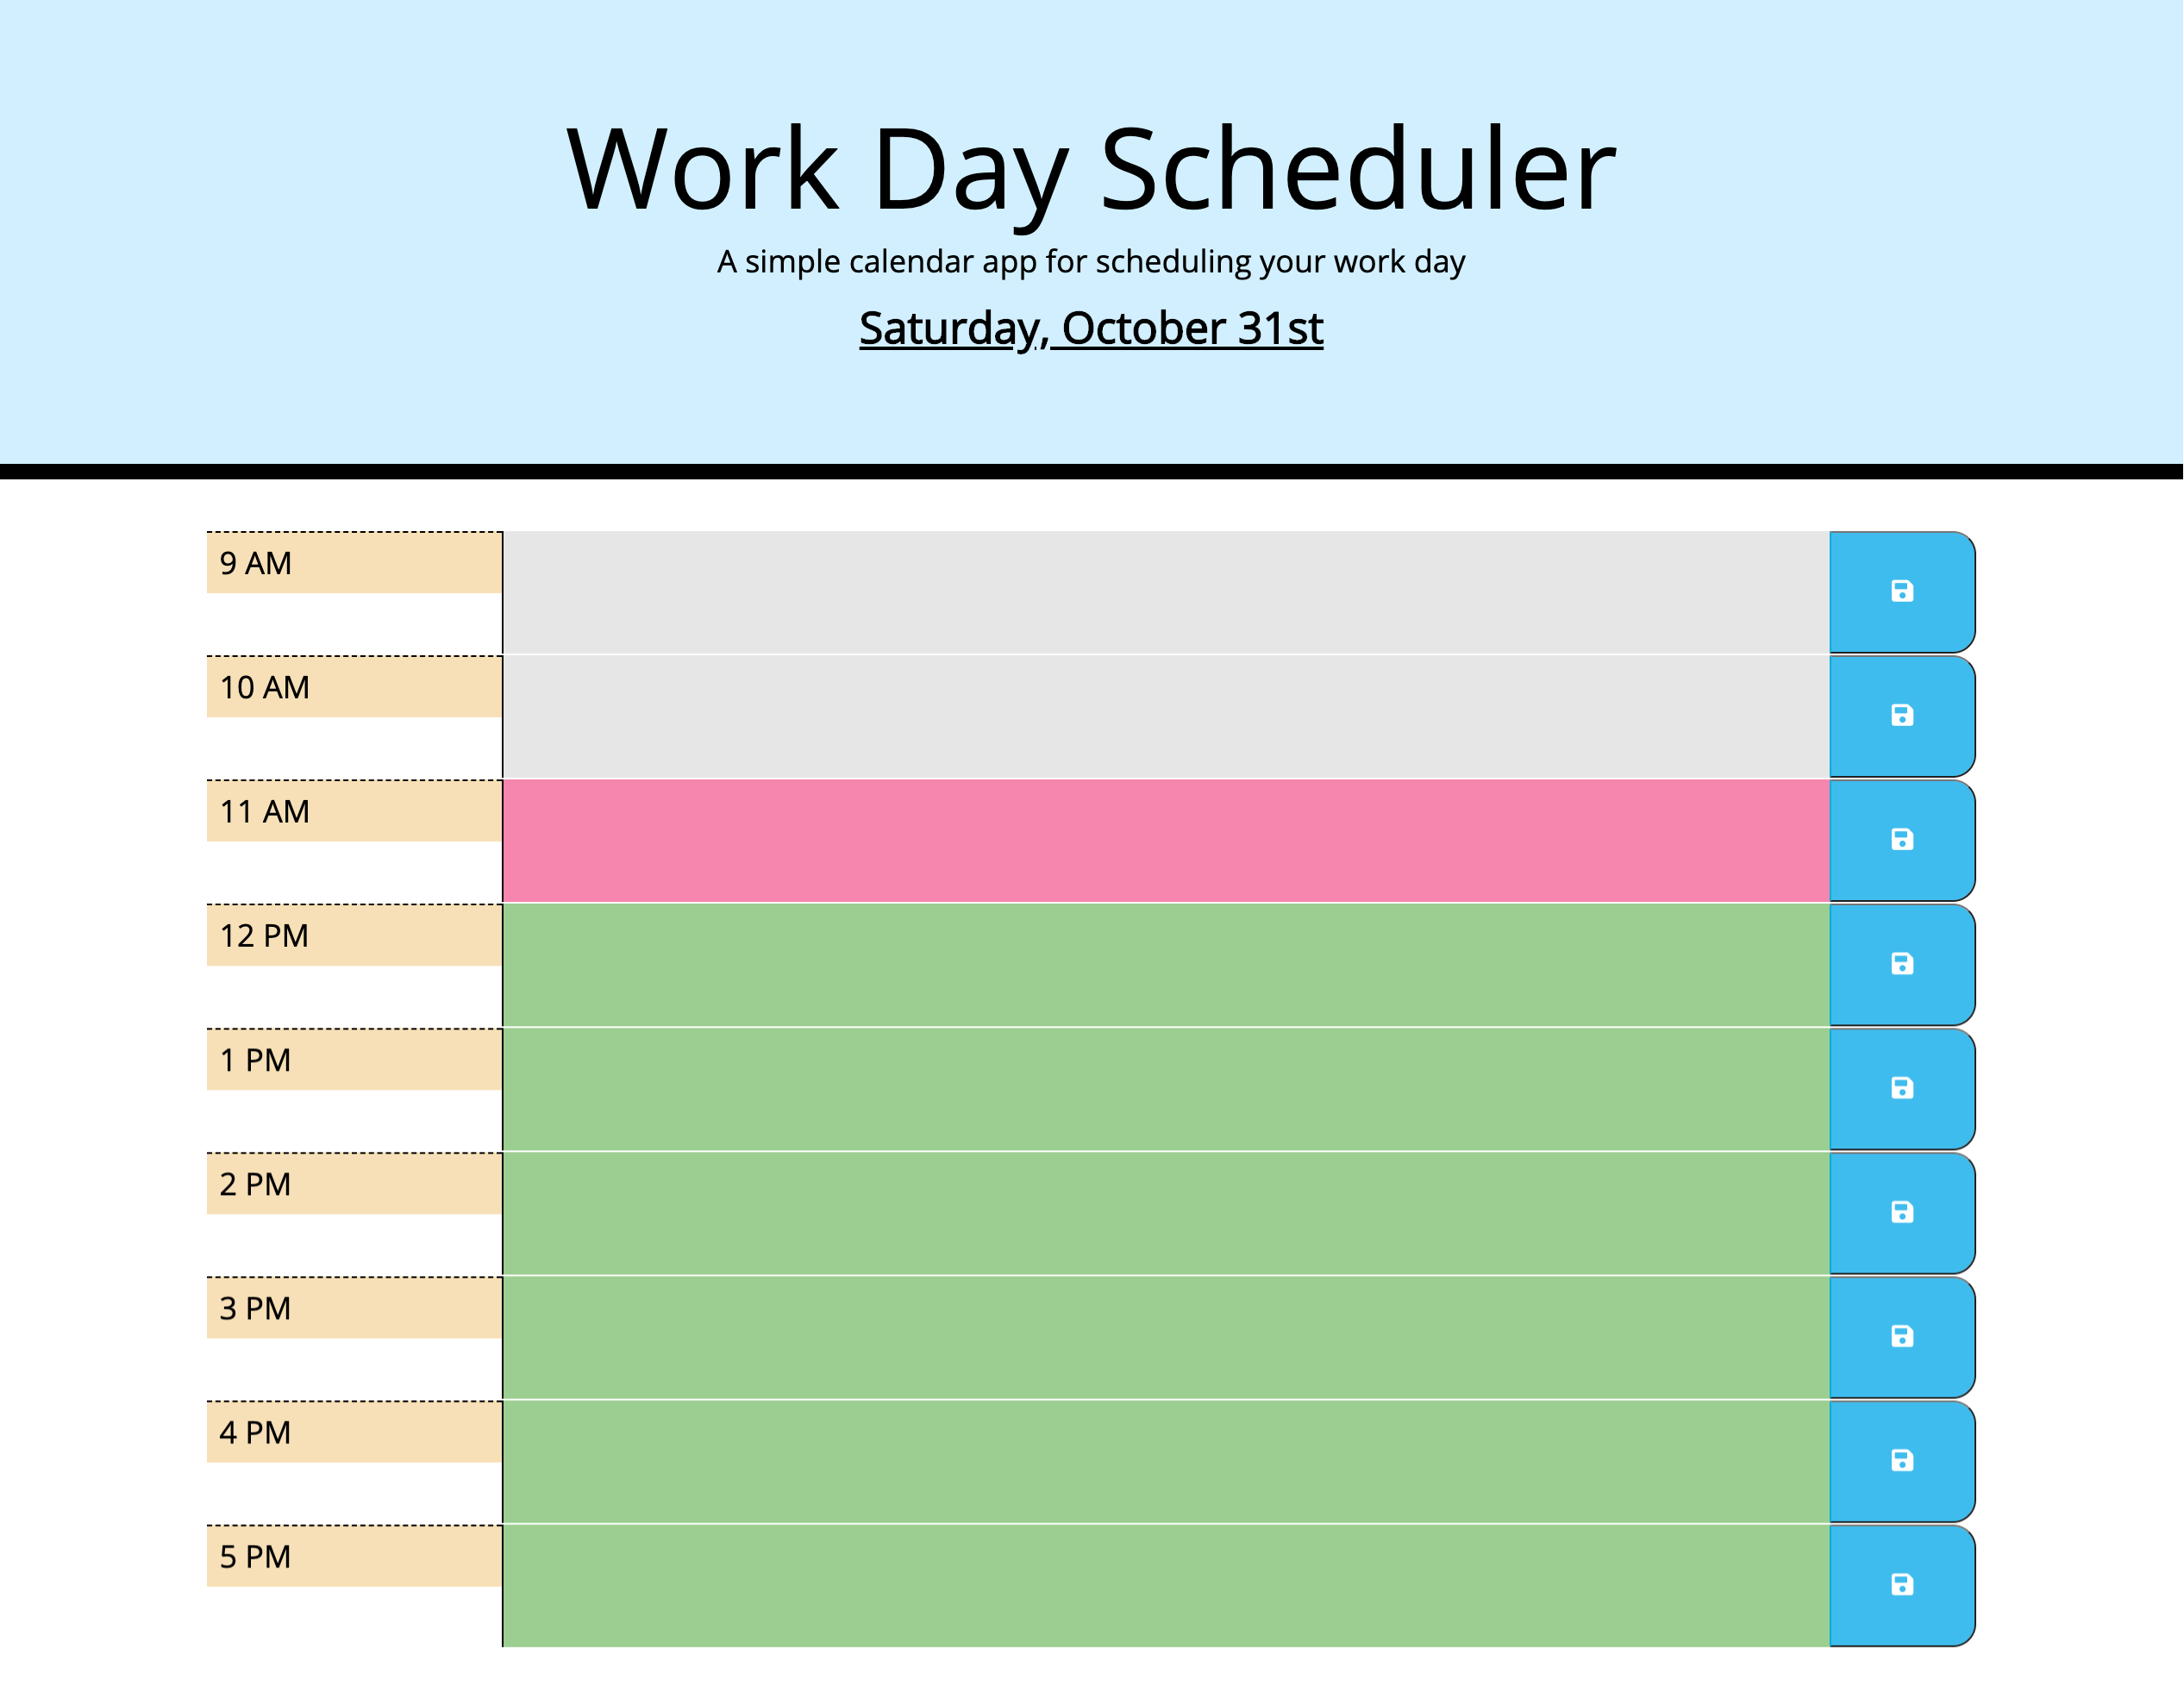 Work Day Scheduler
A simple calendar app for scheduling your work day
Saturday, October 31st
9 AM
10 AM
11 AM
12 PM
1 PM
2 PM
3 PM
4 PM
5 PM